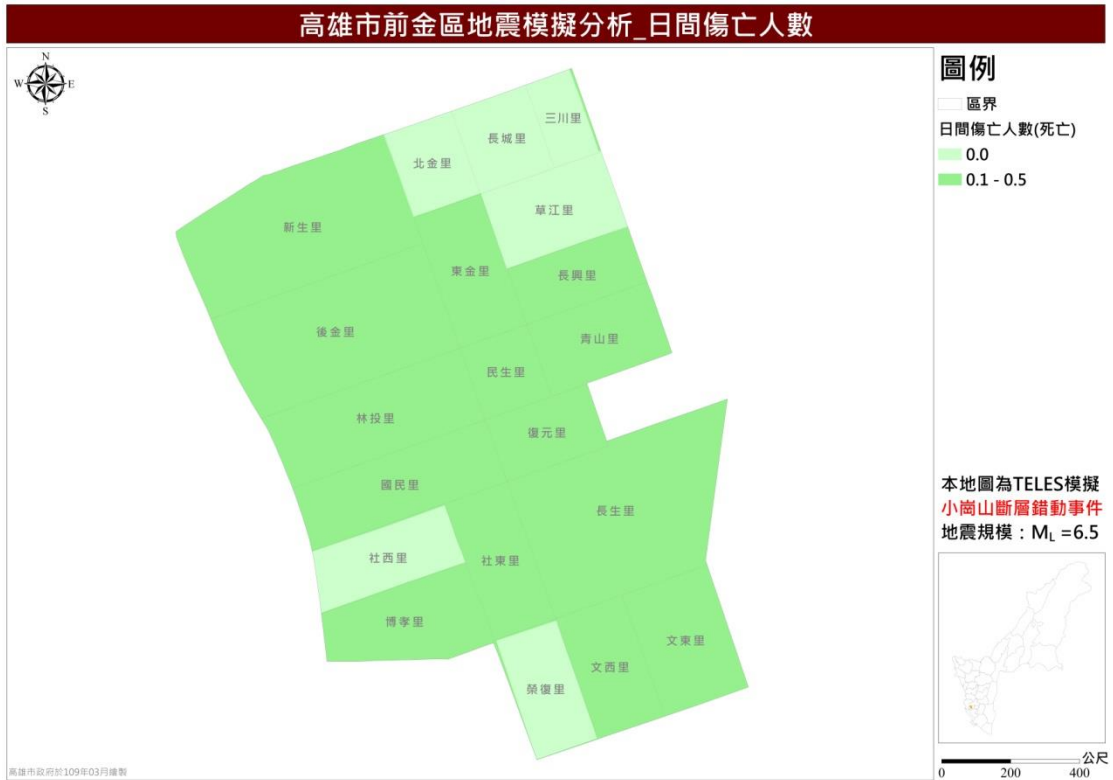 高雄市前金區地震模擬分析_日間傷亡人數
N
W E
S
圖例
區界
日間傷亡人數(死亡)
0.0
0.1 - 0.5
三川里
長城里
北金里
草江里
新生里
東金里
長興里
後金里
青山里
民生里
林投里
復元里
國民里
長生里
社西里
社東里
博孝里
文東里
文西里
榮復里
本地圖為TELES模擬
小崗山斷層錯動事件
地震規模：ML =6.5
公尺
0 200 400
高雄市政府於109年03月繪製